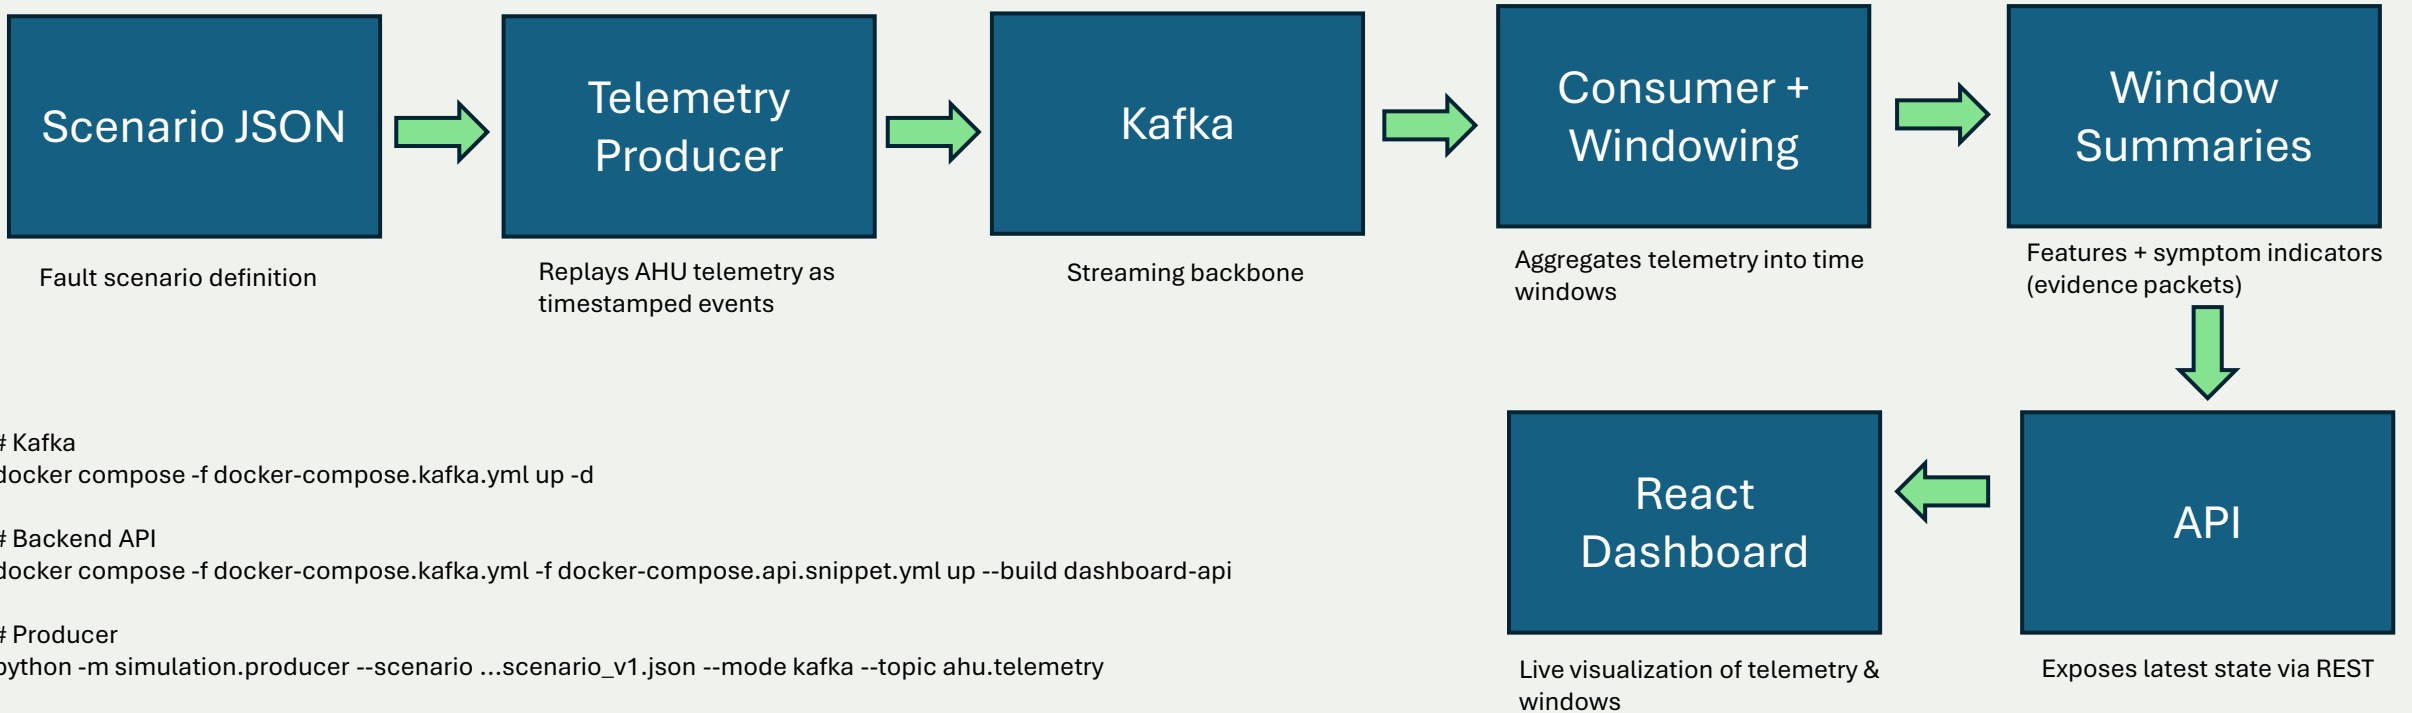 Scenario JSON
Fault scenario definition
Telemetry
Producer
Replays AHU telemetry as
timestamped events
Kafka
Streaming backbone
Consumer +
Windowing
Aggregates telemetry into time
windows
Window
Summaries
Features + symptom indicators
(evidence packets)
API
Exposes latest state via REST
React
Dashboard
Live visualization of telemetry &
windows
# Kafka
docker compose -f docker-compose.kafka.yml up -d
# Backend API
docker compose -f docker-compose.kafka.yml -f docker-compose.api.snippet.yml up --build dashboard-api
# Producer
python -m simulation.producer --scenario ...scenario_v1.json --mode kafka --topic ahu.telemetry